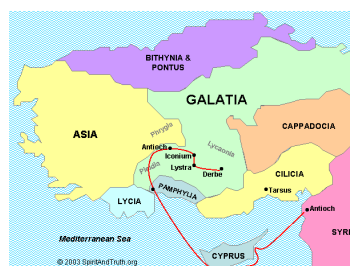 BITHYNIA &
PONTUS
GALATIA
ASIA
Phrygia
Lycaonia
CAPPADOCIA
Antioch
Iconium
Pisidia
Lystra
Derbe
CILICIA
PAMPHYLIA
Tarsus
LYCIA
Antioch
SYRI
Mediterranean Sea
CYPRUS
© 2003 SpiritAndTruth.org